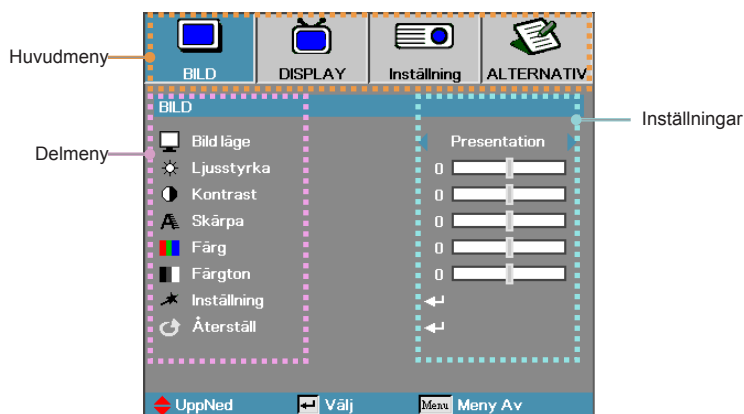 Huvudmeny
BILD DISPLAY Inställning ALTERNATIV
BILD
Inställningar
Delmeny
Bild läge Presentation
Ljusstyrka 0
Kontrast 0
Skärpa 0
Färg 0
Färgton 0
Inställning
Återställ
UppNed Välj Menu Meny Av